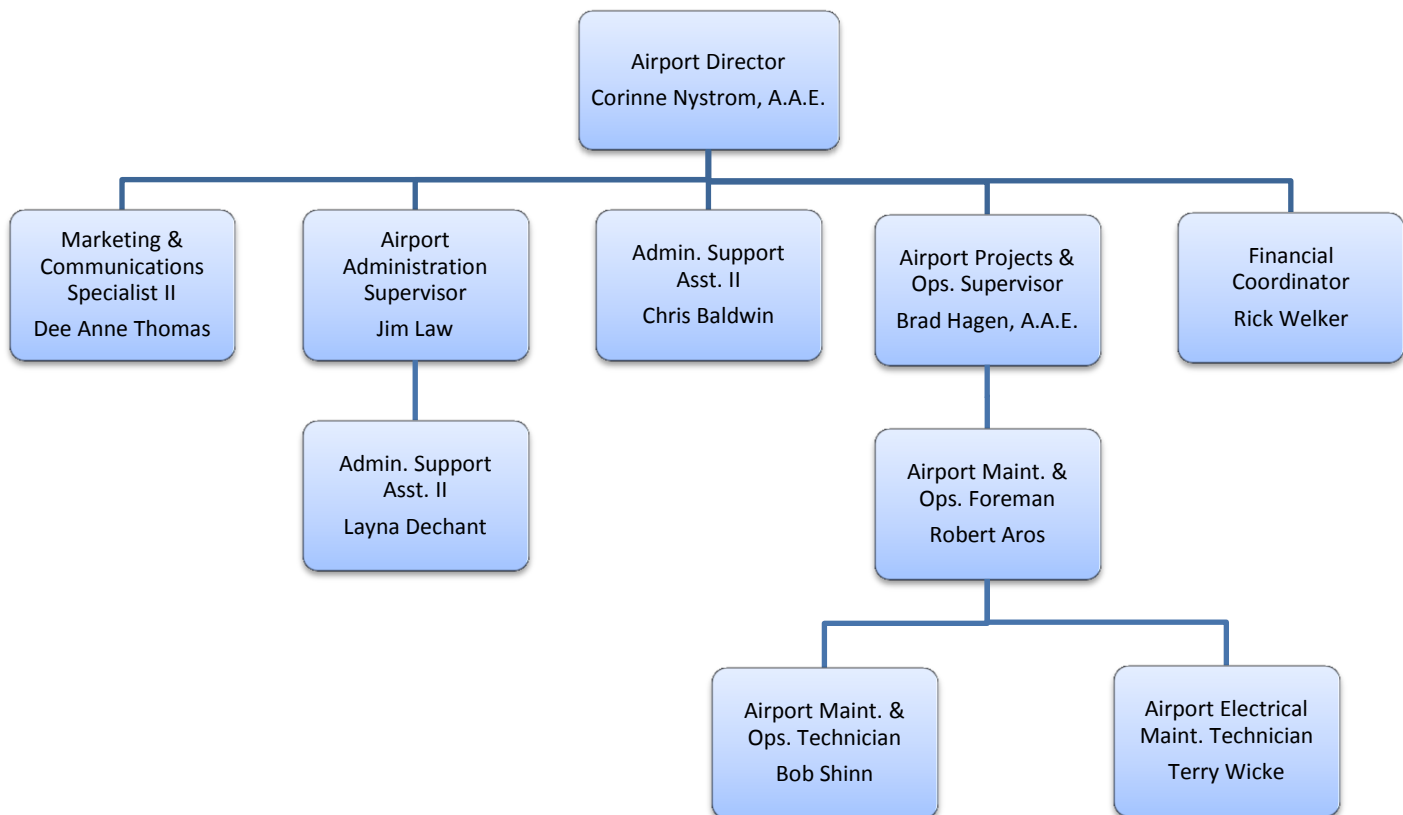 Airport Director
Corinne Nystrom, A.A.E.
Marketing &
Communications
Specialist II
Dee Anne Thomas
Airport
Administration
Supervisor
Jim Law
Admin. Support
Asst. II
Chris Baldwin
Airport Projects &
Ops. Supervisor
Brad Hagen, A.A.E.
Financial
Coordinator
Rick Welker
Admin. Support
Asst. II
Layna Dechant
Airport Maint. &
Ops. Foreman
Robert Aros
Airport Maint. &
Ops. Technician
Bob Shinn
Airport Electrical
Maint. Technician
Terry Wicke